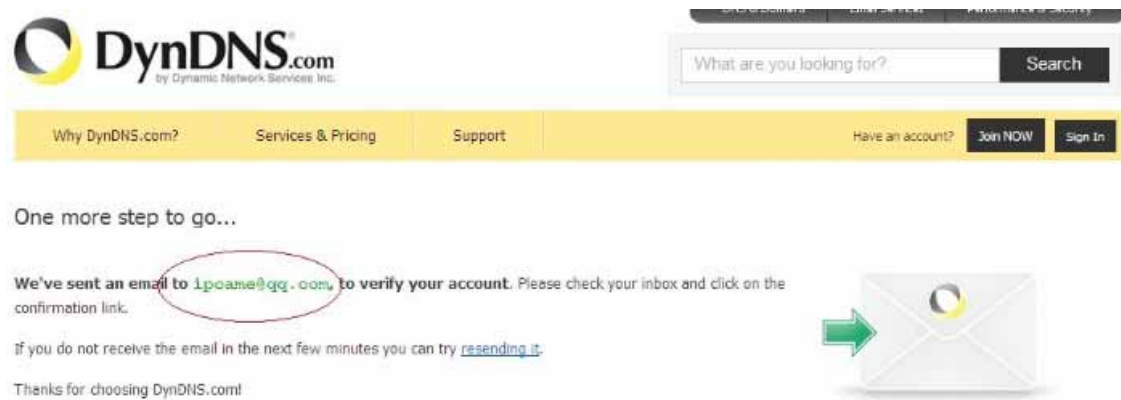 DynDNS.com
by Dynamic Network Services Inc.
What are you looking for?
Search
Why DynDNS.com?
Services & Pricing
Support
Have an account?
Join NOW
Sign In
One more step to go...
We've sent an email to ipcame@qq.com, to verify your account. Please check your inbox and click on the
confirmation link.
If you do not receive the email in the next few minutes you can try resending it.
Thanks for choosing DynDNS.com!